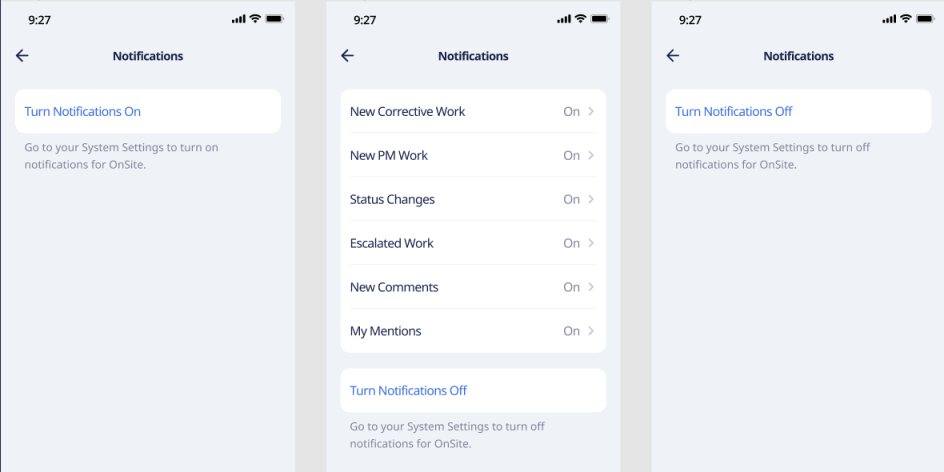 9:27
Notifications
Turn Notifications On
Go to your System Settings to turn on
notifications for OnSite.
9:27
Notifications
New Corrective Work On
New PM Work On
Status Changes On
Escalated Work On
New Comments On
My Mentions On
Turn Notifications Off
Go to your System Settings to turn off
notifications for OnSite.
9:27
Notifications
Turn Notifications Off
Go to your System Settings to turn off
notifications for OnSite.